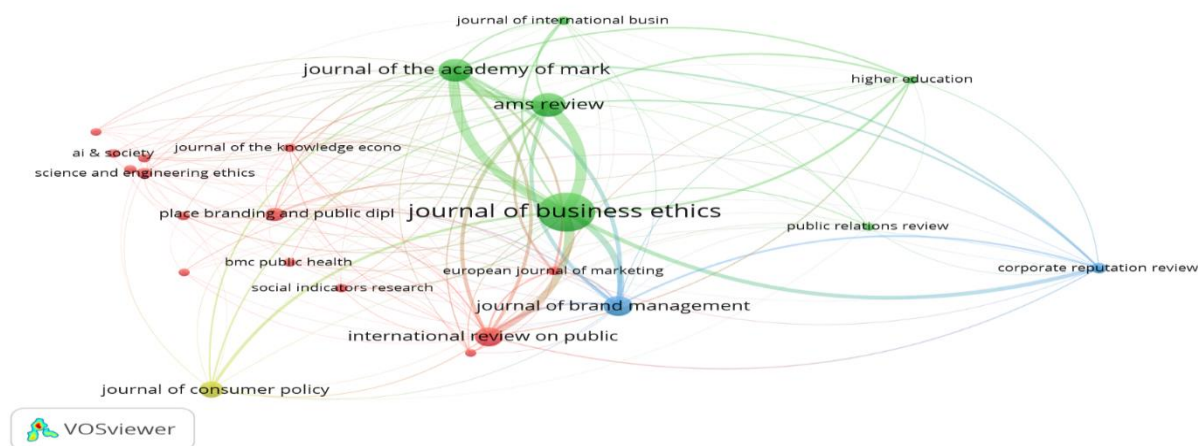 journal of international busin
journal of the academy of mark
higher education
ams review
ai & society
journal of the knowledge econo
science and engineering ethics
place branding and public dipl
journal of business ethics
public relations review
bmc public health
european journal of marketing
corporate reputation review
social indicators research
journal of brand management
international review on public
journal of consumer policy
VOSviewer